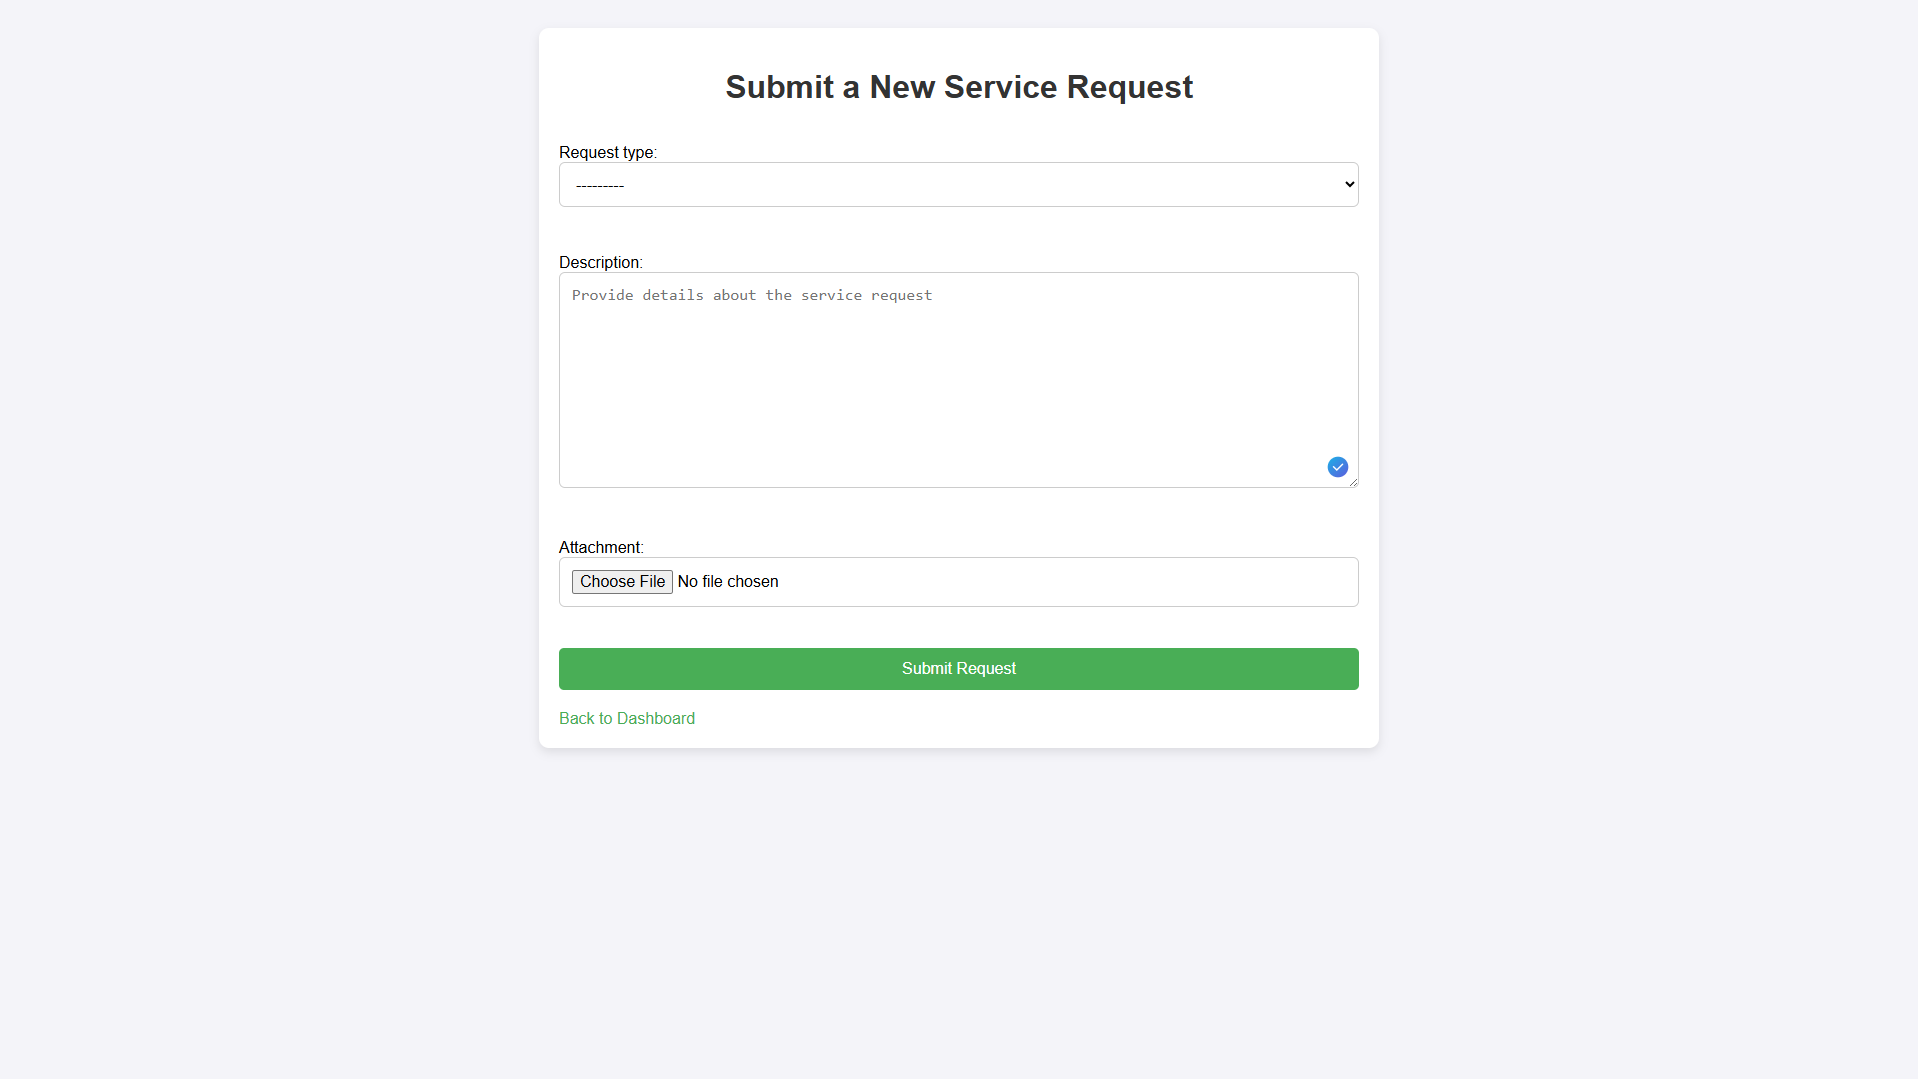 Submit a New Service Request
Request type:
---------
Description:
Provide details about the service request
Attachment:
Choose File No file chosen
Submit Request
Back to Dashboard